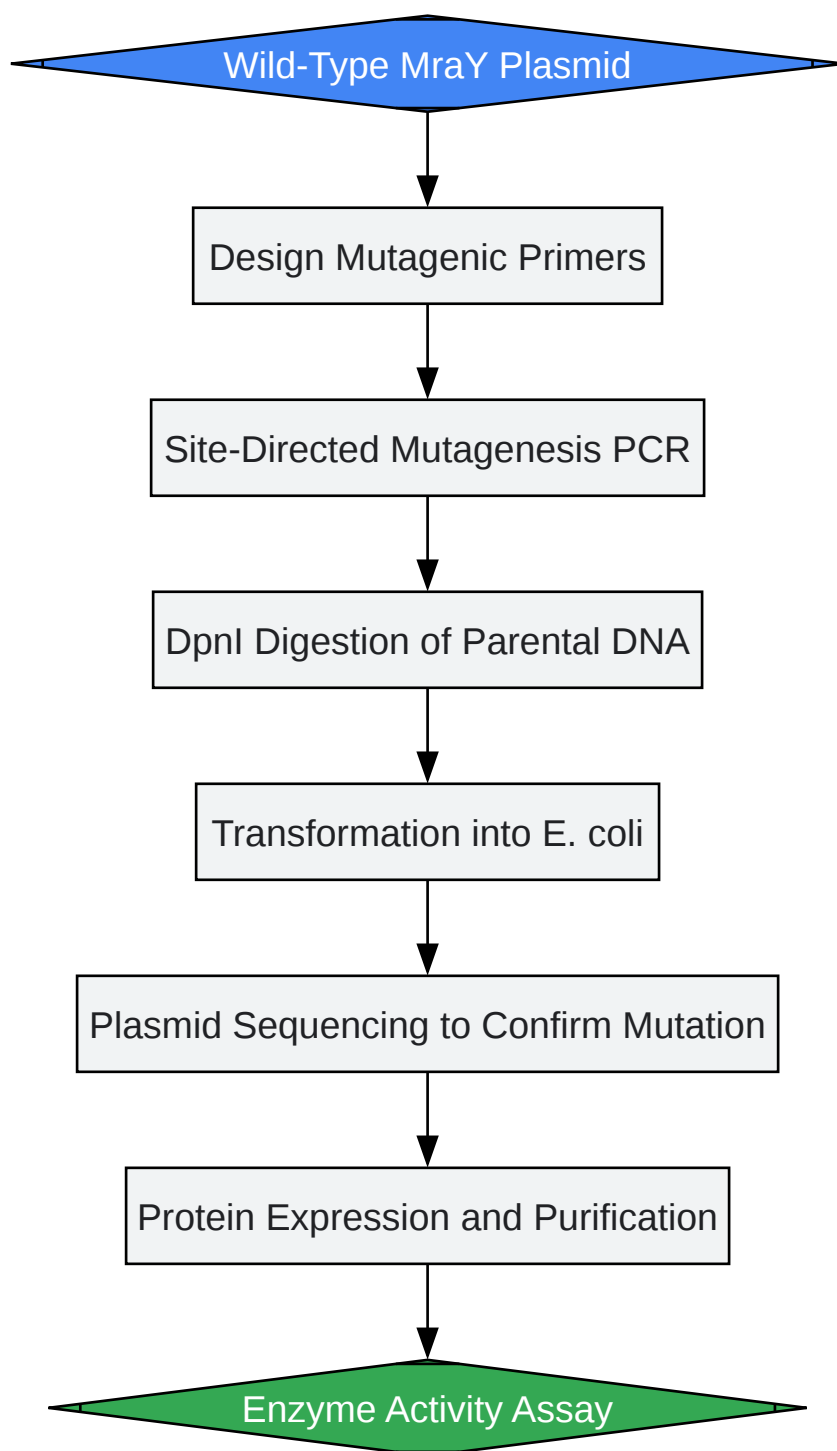 Wild-Type MraY Plasmid
Design Mutagenic Primers
Site-Directed Mutagenesis PCR
DpnI Digestion of Parental DNA
Transformation into E. coli
Plasmid Sequencing to Confirm Mutation
Protein Expression and Purification
Enzyme Activity Assay